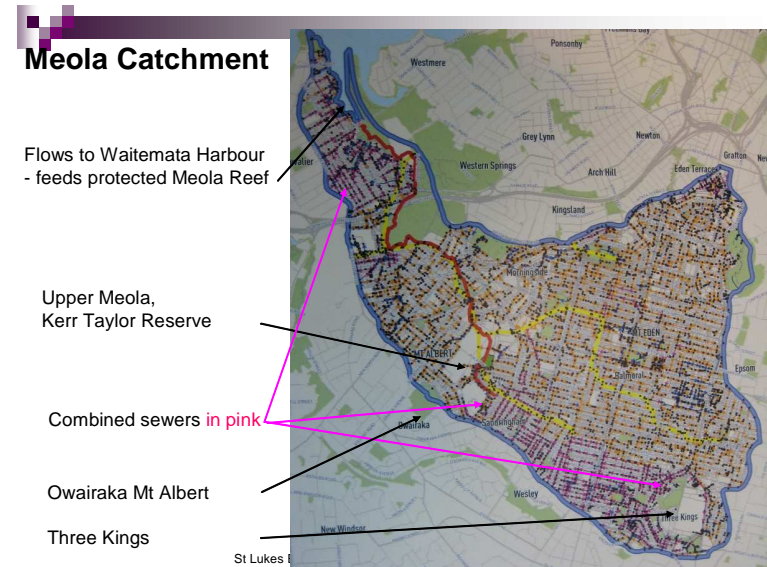 Meola Catchment
Flows to Waitemata Harbour
- feeds protected Meola Reef
Upper Meola,
Kerr Taylor Reserve
Combined sewers in pink
Owairaka Mt Albert
Three Kings
St Lukes
Ponsonby
Westmere
Grey Lynn
Newton
Grafton
Western Springs
Arch Hill
Eden Terrace
Kingsland
Morningside
MT ALBERT
MT EDEN
Balmoral
Epsom
Owairaka
Sandringham
Wesley
Three Kings
New Windsor